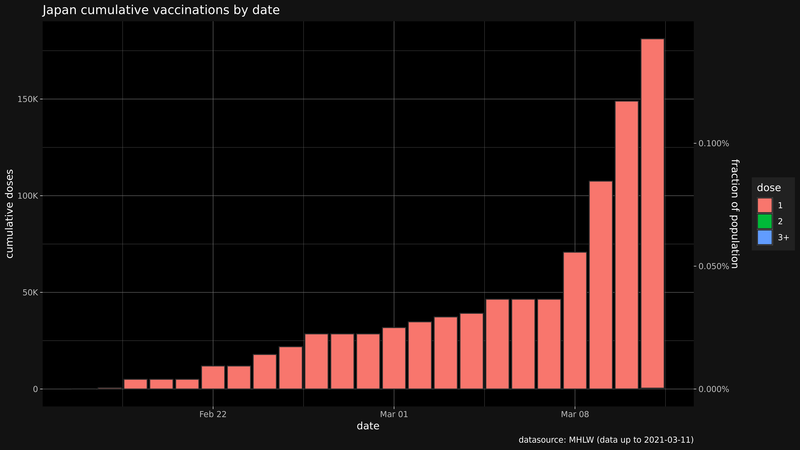 Japan cumulative vaccinations by date
150K
100K
50K
0
cumulative doses
0.100%
0.050%
0.000%
fraction of population
dose
1
2
3+
Feb 22
Mar 01
Mar 08
date
datasource: MHLW (data up to 2021-03-11)